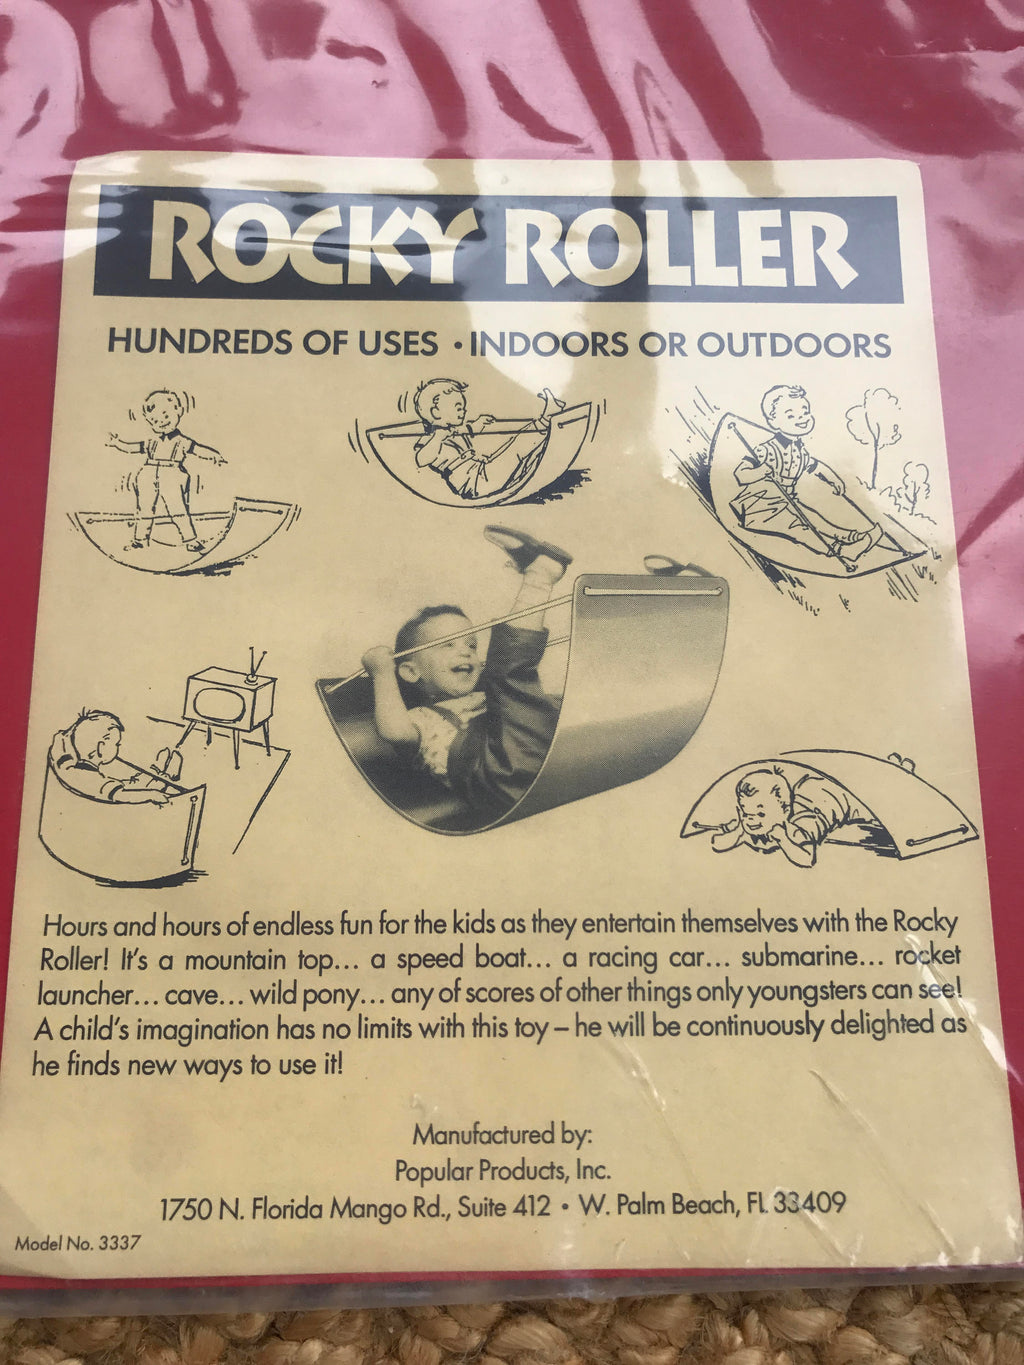 ROCKY ROLLER
HUNDREDS OF USES • INDOORS OR OUTDOORS
Hours and hours of endless fun for the kids as they entertain themselves with the Rocky
Roller! It's a mountain top... a speed boat... a racing car... submarine... rocket
launcher... cave... wild pony... any of scores of other things only youngsters can see!
A child's imagination has no limits with this toy – he will be continuously delighted as
he finds new ways to use it!
Manufactured by:
Popular Products, Inc.
1750 N. Florida Mango Rd., Suite 412 • W. Palm Beach, FL 33409
Model No. 3337